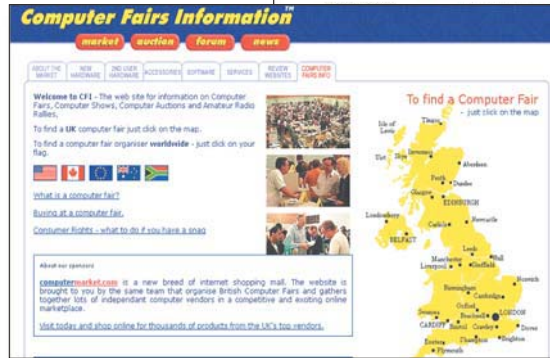 Computer Fairs Information™
market auction forum news
ABOUT THE MARKET
NEW HARDWARE
2ND USER HARDWARE
ACCESSORIES
SOFTWARE
SERVICES
REVIEW WEBSITES
COMPUTER FAIRS INFO
Welcome to CFI - The web site for information on Computer
Fairs, Computer Shows, Computer Auctions and Amateur Radio
Rallies,
To find a UK computer fair just click on the map.
To find a computer fair organiser worldwide - just click on your
flag.
What is a computer fair?
Buying at a computer fair.
Consumer Rights - what to do if you have a snag
About our sponsors
computermarket.com is a new breed of internet shopping mall. The website is
brought to you by the same team that organise British Computer Fairs and gathers
together lots of independant computer vendors in a competitive and exciting online
marketplace.
Visit today and shop online for thousands of products from the UK's top vendors.
To find a Computer Fair
- just click on the map
Isle of
Lewis
Uist
Skye
Inverness
Aberdeen
Perth
Dundee
Glasgow
EDINBURGH
Londonderry
BELFAST
Carlisle
Newcastle
Leeds
Hull
Manchester
Liverpool
Sheffield
Norwich
Birmingham
Cambridge
Oxford
Swansea
Bracknell
LONDON
CARDIFF
Bristol
Crawley
Dover
Exeter
Brighton
Plymouth